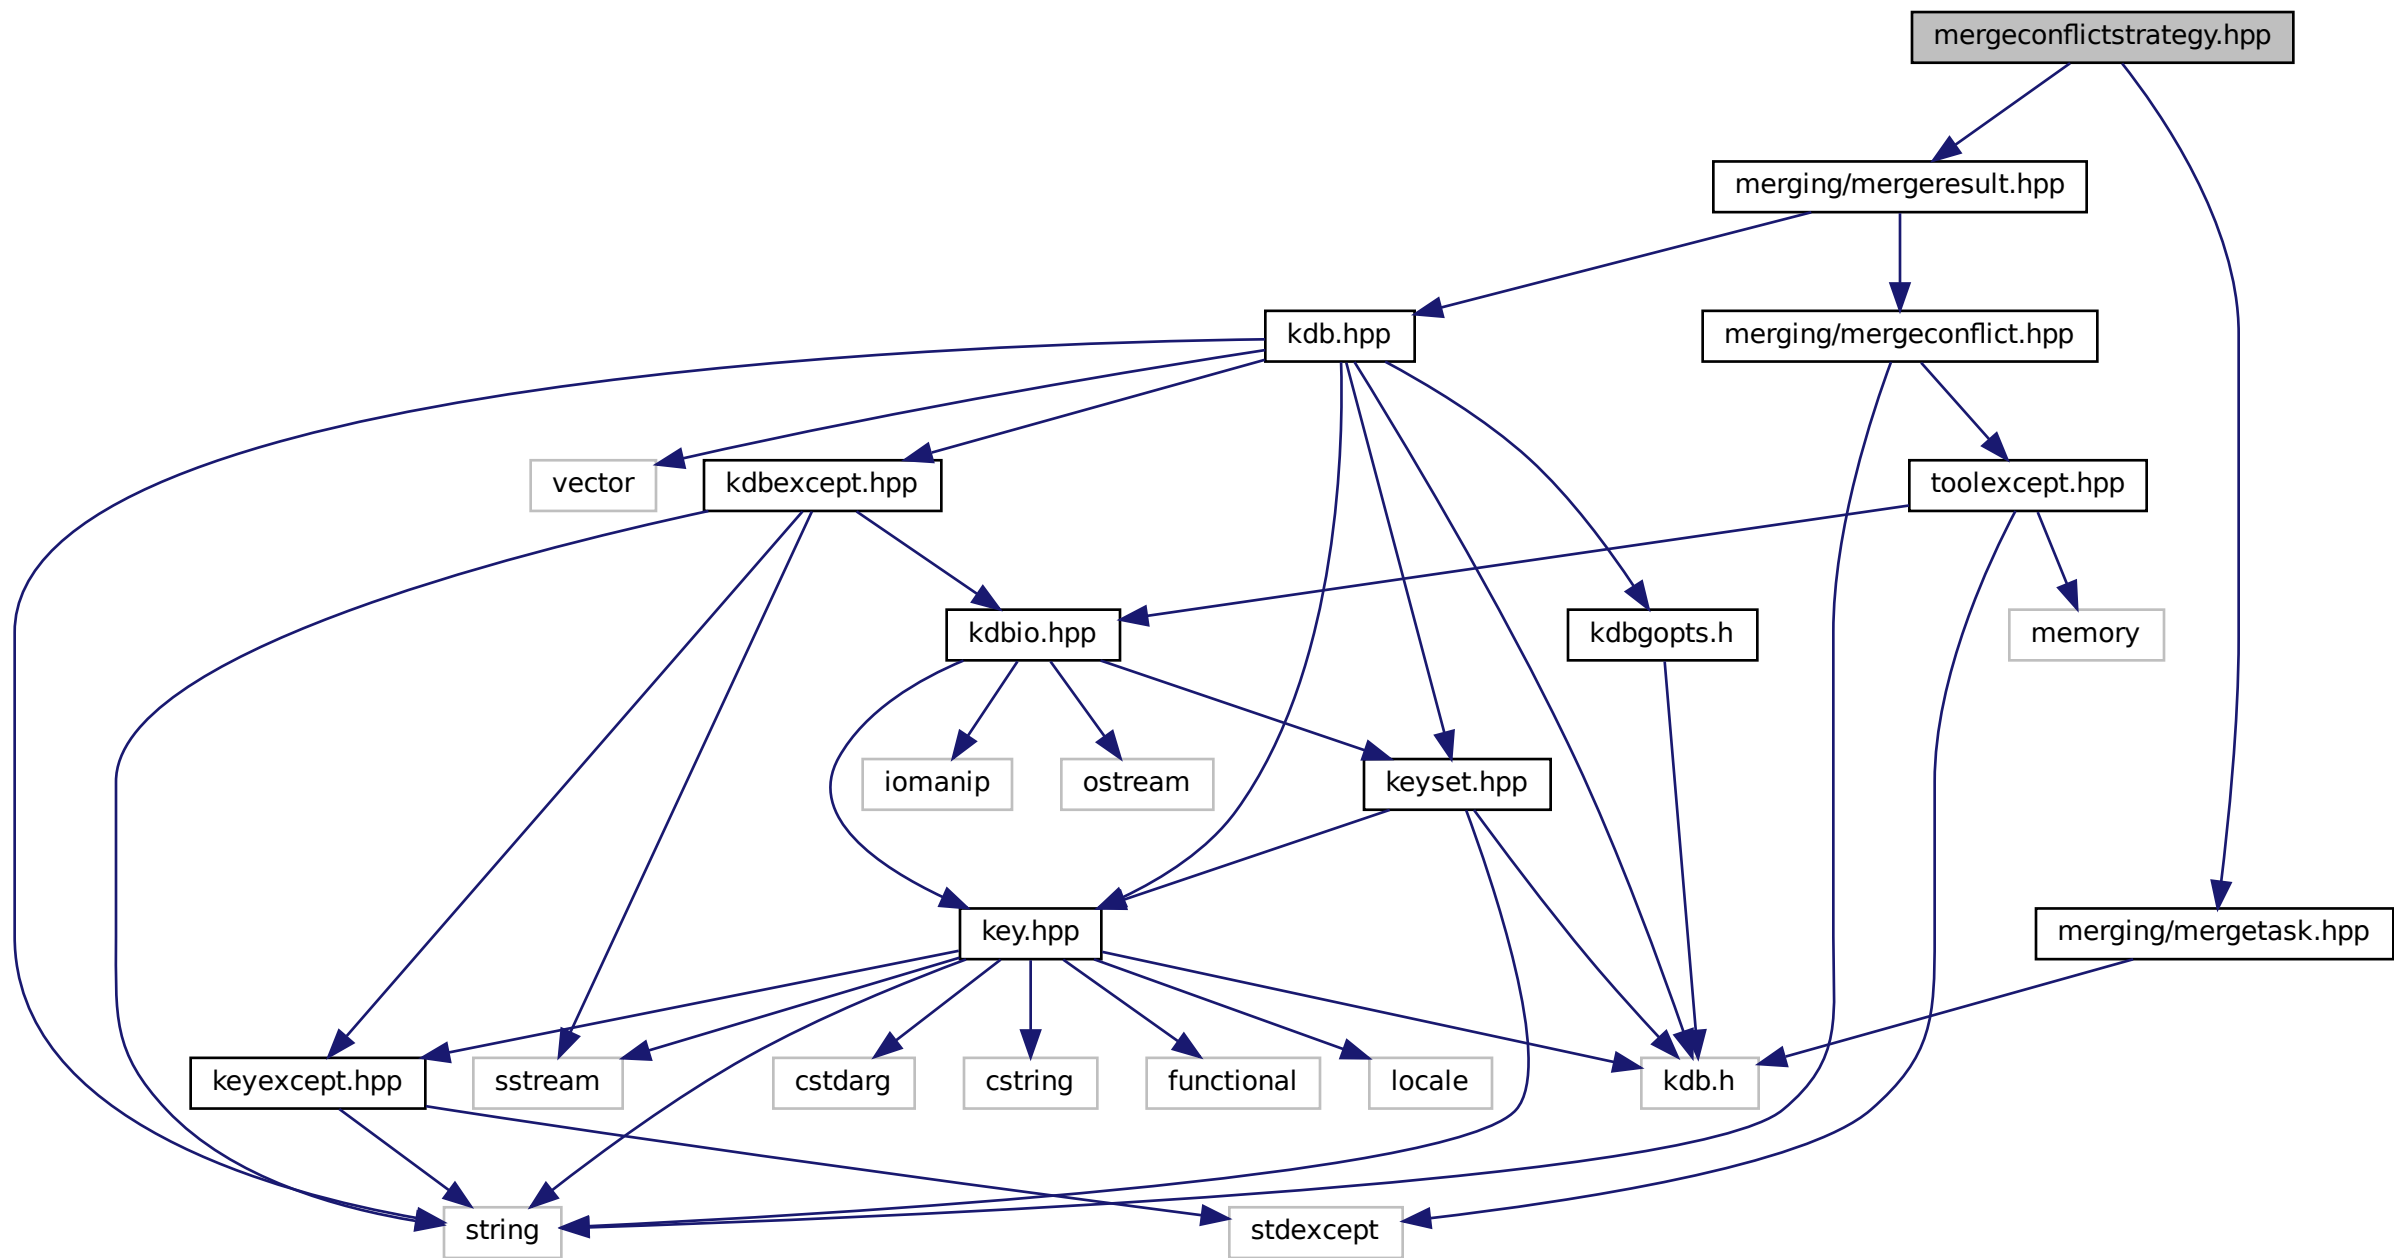 mergeconflictstrategy.hpp
merging/mergeresult.hpp
kdb.hpp
merging/mergeconflict.hpp
vector
kdbexcept.hpp
toolexcept.hpp
kdbio.hpp
kdbgopts.h
memory
iomanip
ostream
keyset.hpp
key.hpp
merging/mergetask.hpp
keyexcept.hpp
sstream
cstdarg
cstring
functional
locale
kdb.h
string
stdexcept